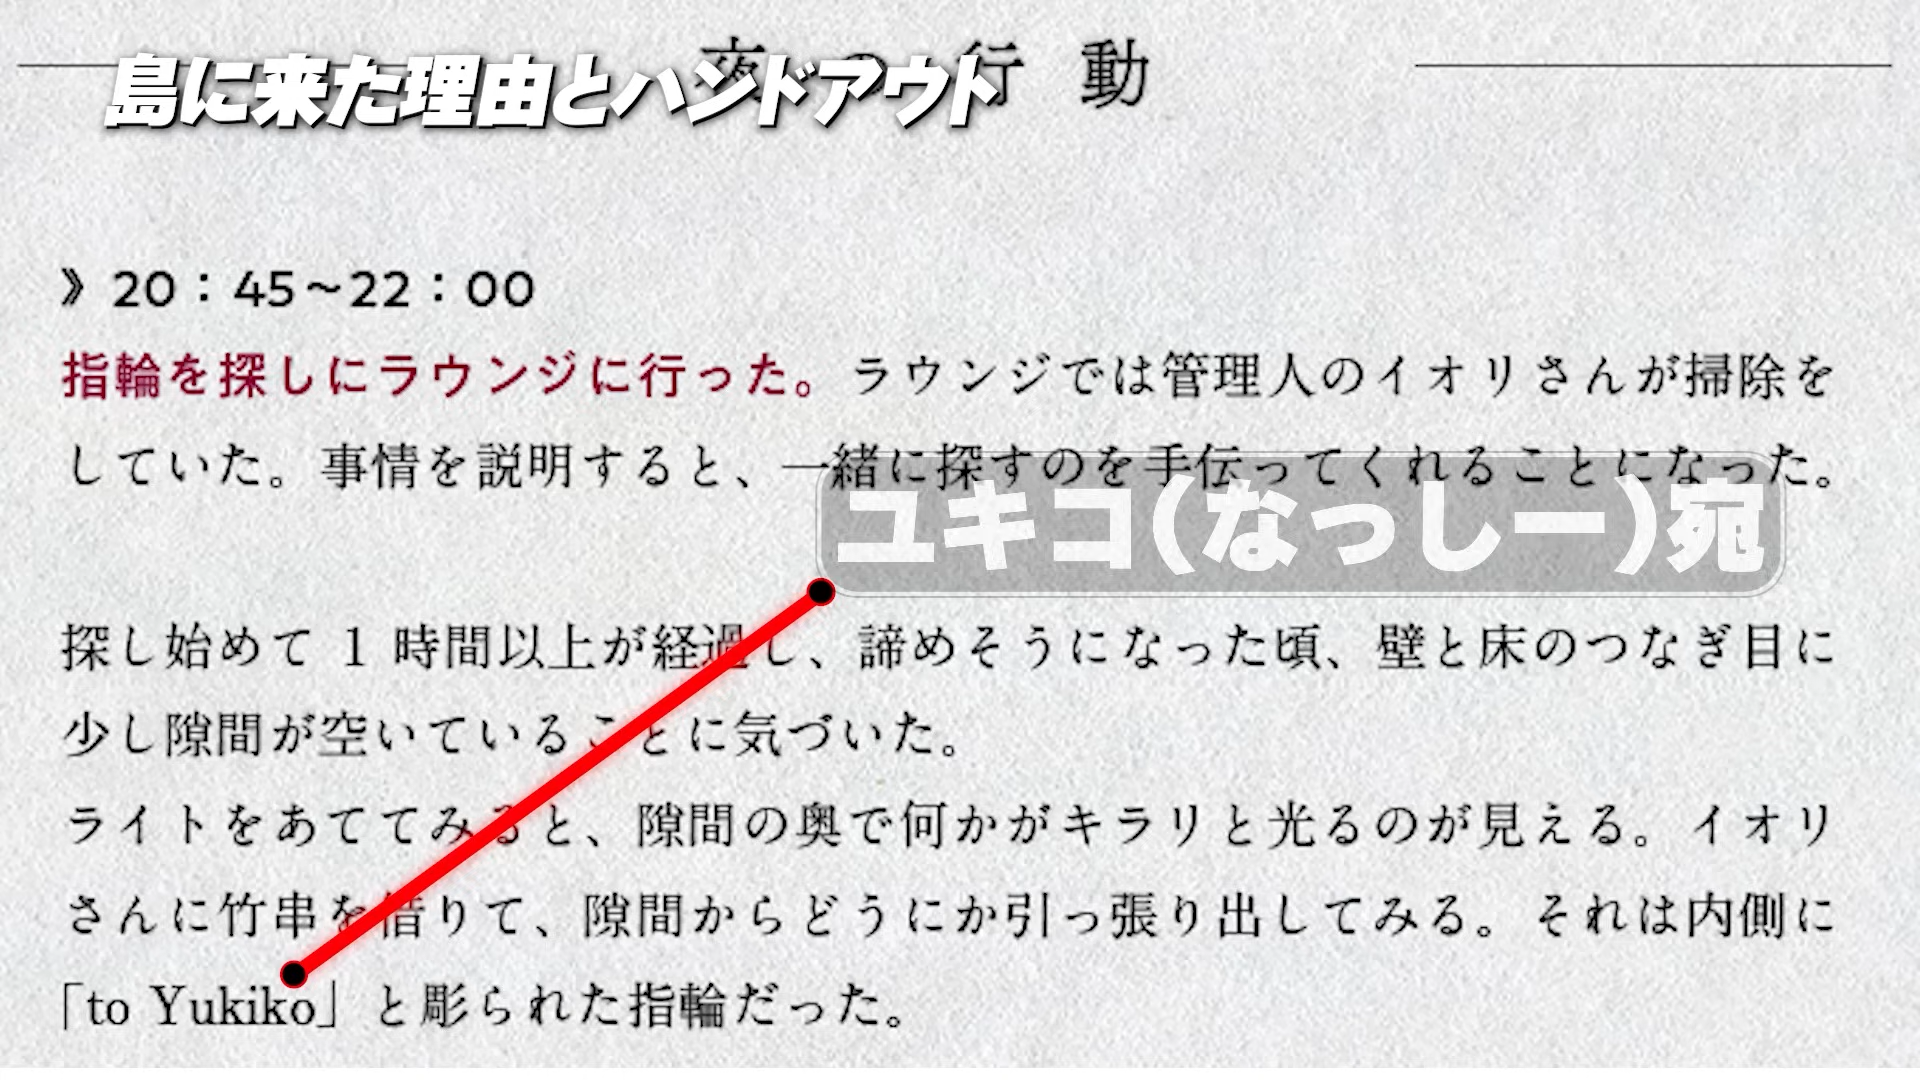 夜の行動
島に来た理由とハンドアウト
》20：45～22：00
指輪を探しにラウンジに行った。ラウンジでは管理人のイオリさんが掃除を
していた。事情を説明すると、一緒に探すのを手伝ってくれることになった。
ユキコ(なっしー)宛
探し始めて 1 時間以上が経過し、諦めそうになった頃、壁と床のつなぎ目に
少し隙間が空いていることに気づいた。
ライトをあててみると、隙間の奥で何かがキラリと光るのが見える。イオリ
さんに竹串を借りて、隙間からどうにか引っ張り出してみる。それは内側に
「to Yukiko」と彫られた指輪だった。